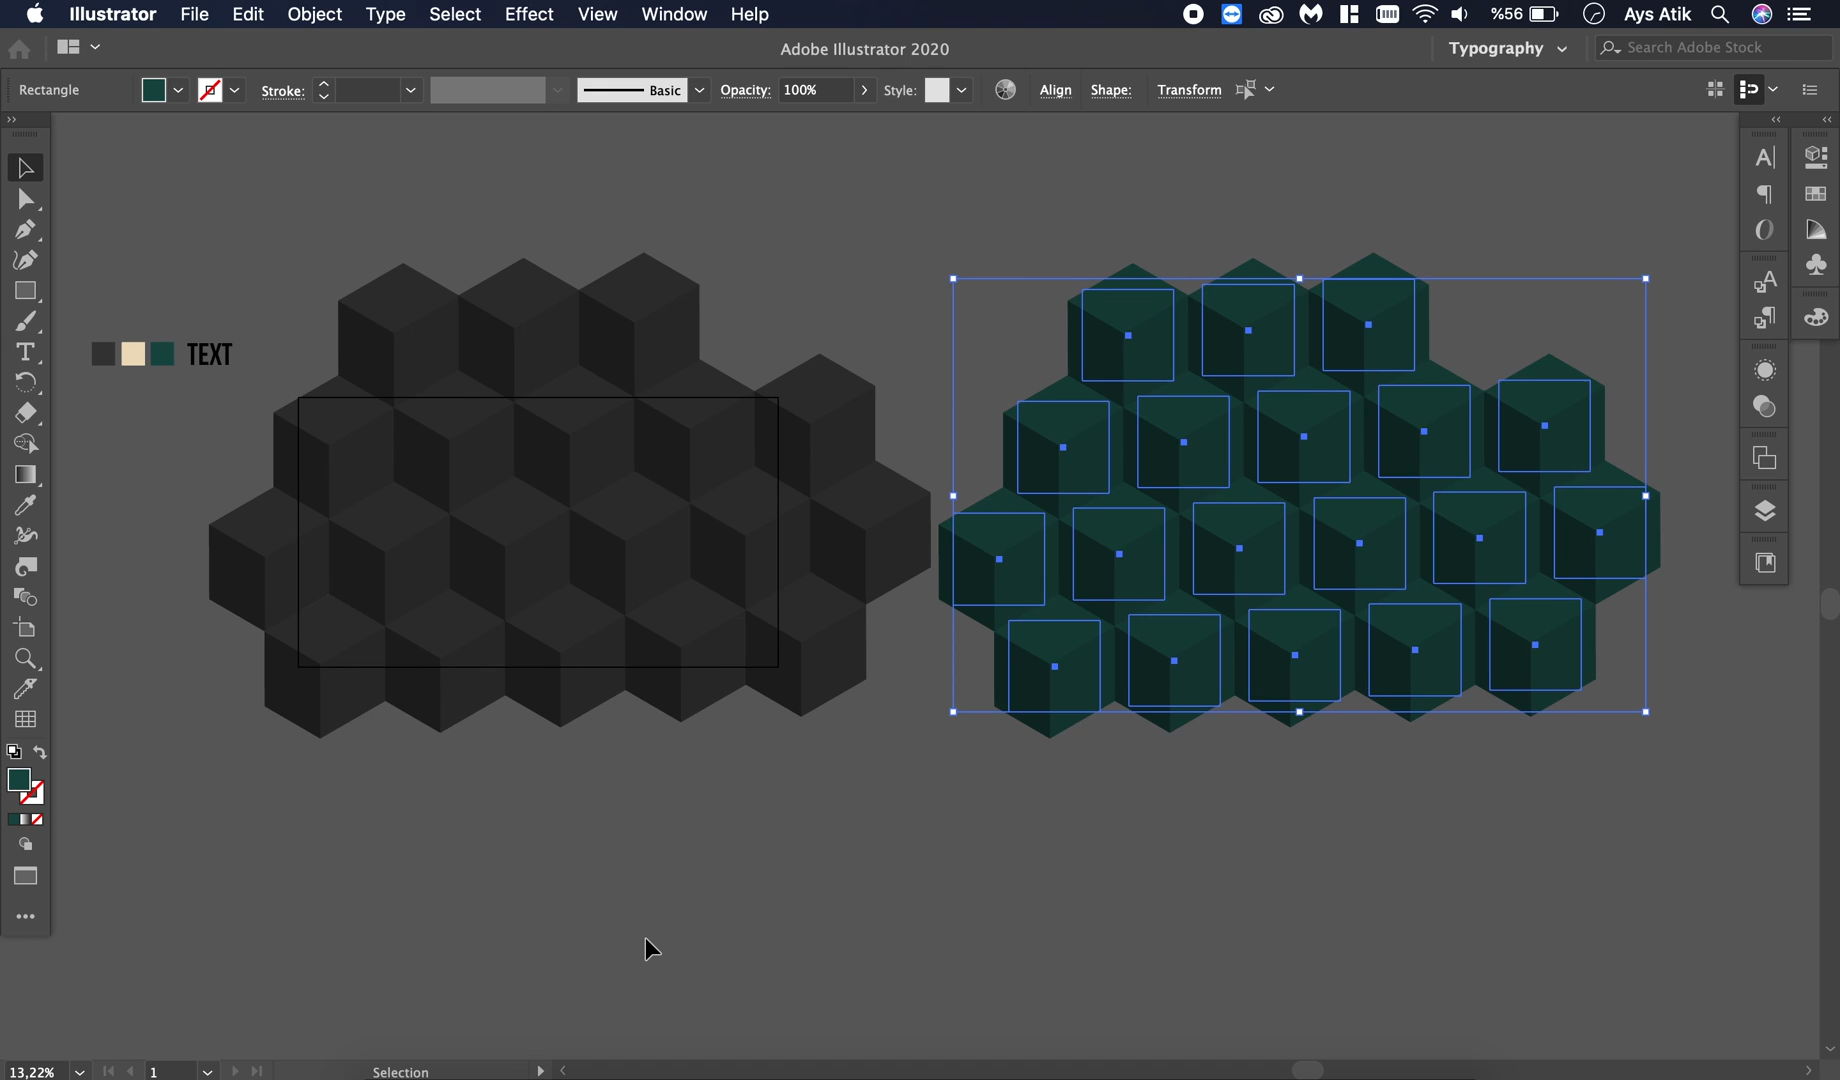 Illustrator File Edit Object Type Select Effect View Window Help %56 Ays Atik
Adobe Illustrator 2020 Typography Search Adobe Stock
Rectangle Stroke: Basic Opacity: 100% Style: Align Shape: Transform
TEXT
13,22% 1 Selection